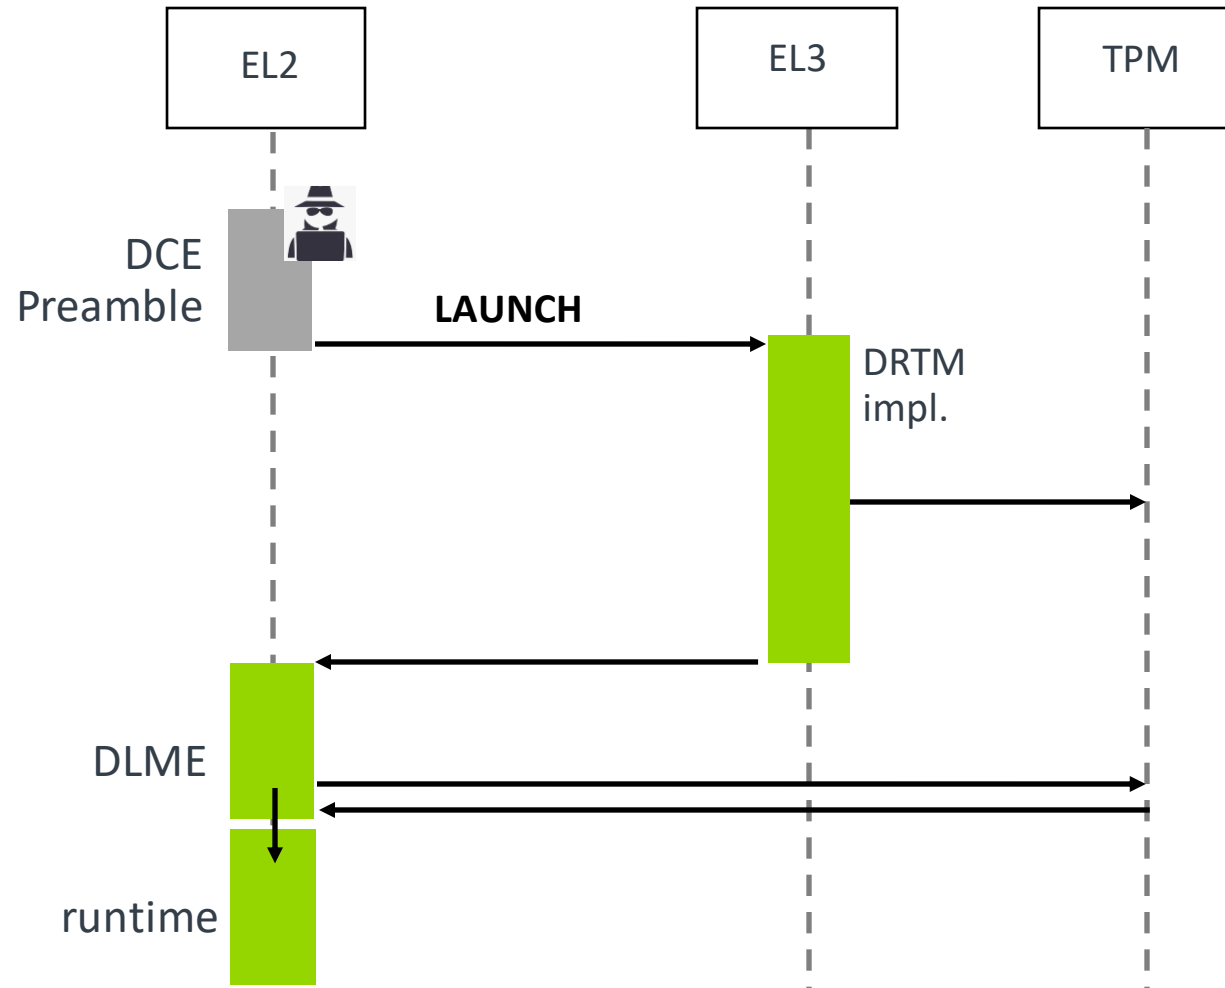 EL2
EL3
TPM
DCE
Preamble
LAUNCH
DRTM
impl.
DLME
runtime